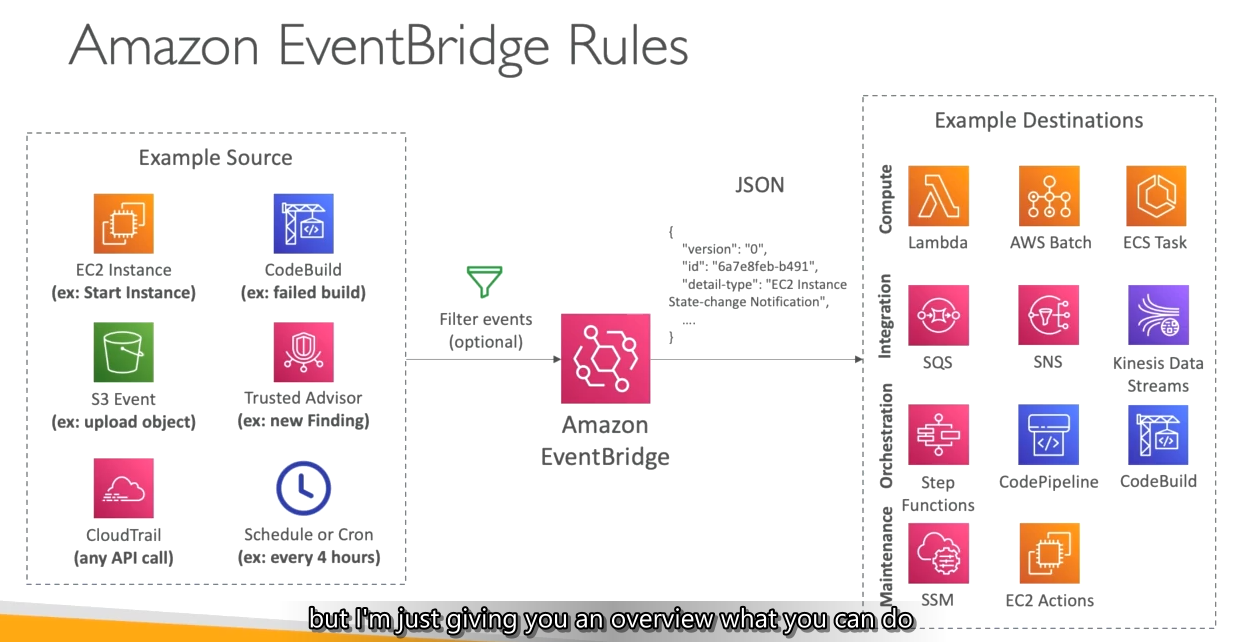 Amazon EventBridge Rules
Example Source
EC2 Instance
(ex: Start Instance)
CodeBuild
(ex: failed build)
S3 Event
(ex: upload object)
Trusted Advisor
(ex: new Finding)
CloudTrail
(any API call)
Schedule or Cron
(ex: every 4 hours)
Filter events
(optional)
Amazon
EventBridge
JSON
{
"version": "0",
"id": "6a7e8feb-b491",
"detail-type": "EC2 Instance
State-change Notification",
....
}
Example Destinations
Compute
Lambda
AWS Batch
ECS Task
Integration
SQS
SNS
Kinesis Data
Streams
Orchestration
Step
Functions
CodePipeline
CodeBuild
Maintenance
SSM
EC2 Actions
but I'm just giving you an overview what you can do